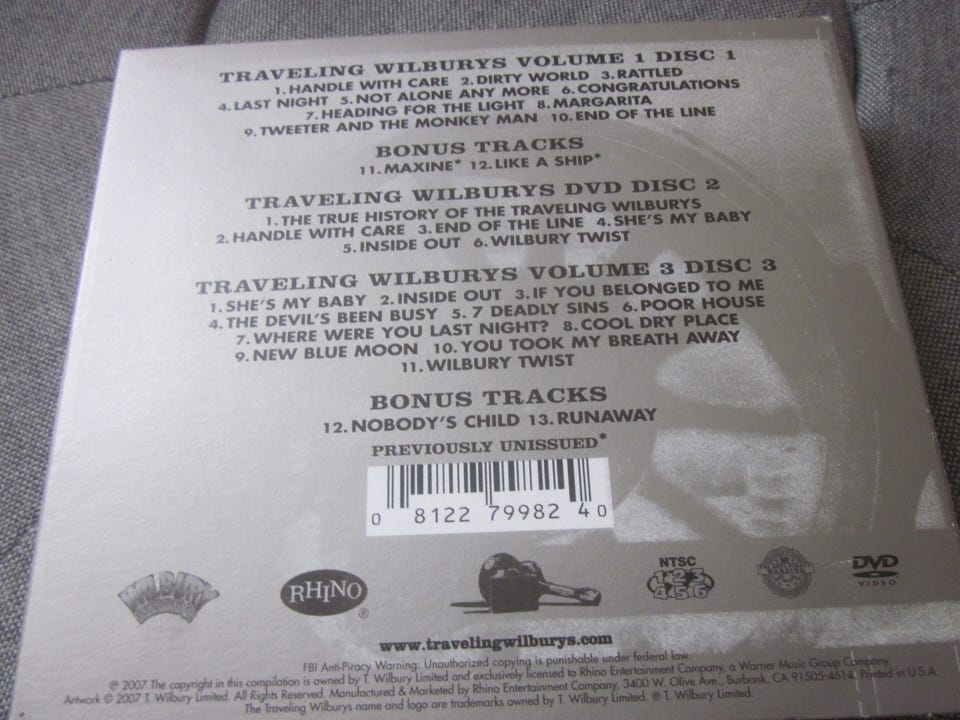 TRAVELING WILBURYS VOLUME 1 DISC 1
1. HANDLE WITH CARE 2. DIRTY WORLD 3. RATTLED
4. LAST NIGHT 5. NOT ALONE ANY MORE 6. CONGRATULATIONS
7. HEADING FOR THE LIGHT 8. MARGARITA
9. TWEETER AND THE MONKEY MAN 10. END OF THE LINE
BONUS TRACKS
11. MAXINE* 12. LIKE A SHIP*
TRAVELING WILBURYS DVD DISC 2
1. THE TRUE HISTORY OF THE TRAVELING WILBURYS
2. HANDLE WITH CARE 3. END OF THE LINE 4. SHE'S MY BABY
5. INSIDE OUT 6. WILBURY TWIST
TRAVELING WILBURYS VOLUME 3 DISC 3
1. SHE'S MY BABY 2. INSIDE OUT 3. IF YOU BELONGED TO ME
4. THE DEVIL'S BEEN BUSY 5. 7 DEADLY SINS 6. POOR HOUSE
7. WHERE WERE YOU LAST NIGHT? 8. COOL DRY PLACE
9. NEW BLUE MOON 10. YOU TOOK MY BREATH AWAY
11. WILBURY TWIST
BONUS TRACKS
12. NOBODY'S CHILD 13. RUNAWAY
PREVIOUSLY UNISSUED*
0 81227 99824 0
WILBURY
RHINO ®
NTSC
1 2 3
4 5 6
DVD
VIDEO
www.travelingwilburys.com
FBI Anti-Piracy Warning: Unauthorized copying is punishable under federal law.
℗ 2007 The copyright in this compilation is owned by T. Wilbury Limited and exclusively licensed to Rhino Entertainment Company, a Warner Music Group Company.
Artwork © 2007 T. Wilbury Limited. All Rights Reserved. Manufactured & Marketed by Rhino Entertainment Company, 3400 W. Olive Ave., Burbank, CA 91505-4614. Printed in U.S.A.
The Traveling Wilburys name and logo are trademarks owned by T. Wilbury Limited. ℗ T. Wilbury Limited.